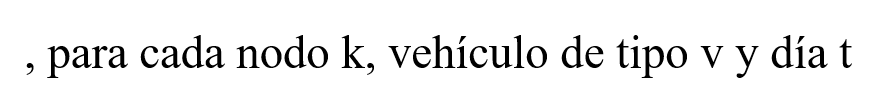 , para cada nodo k, vehículo de tipo v y día t